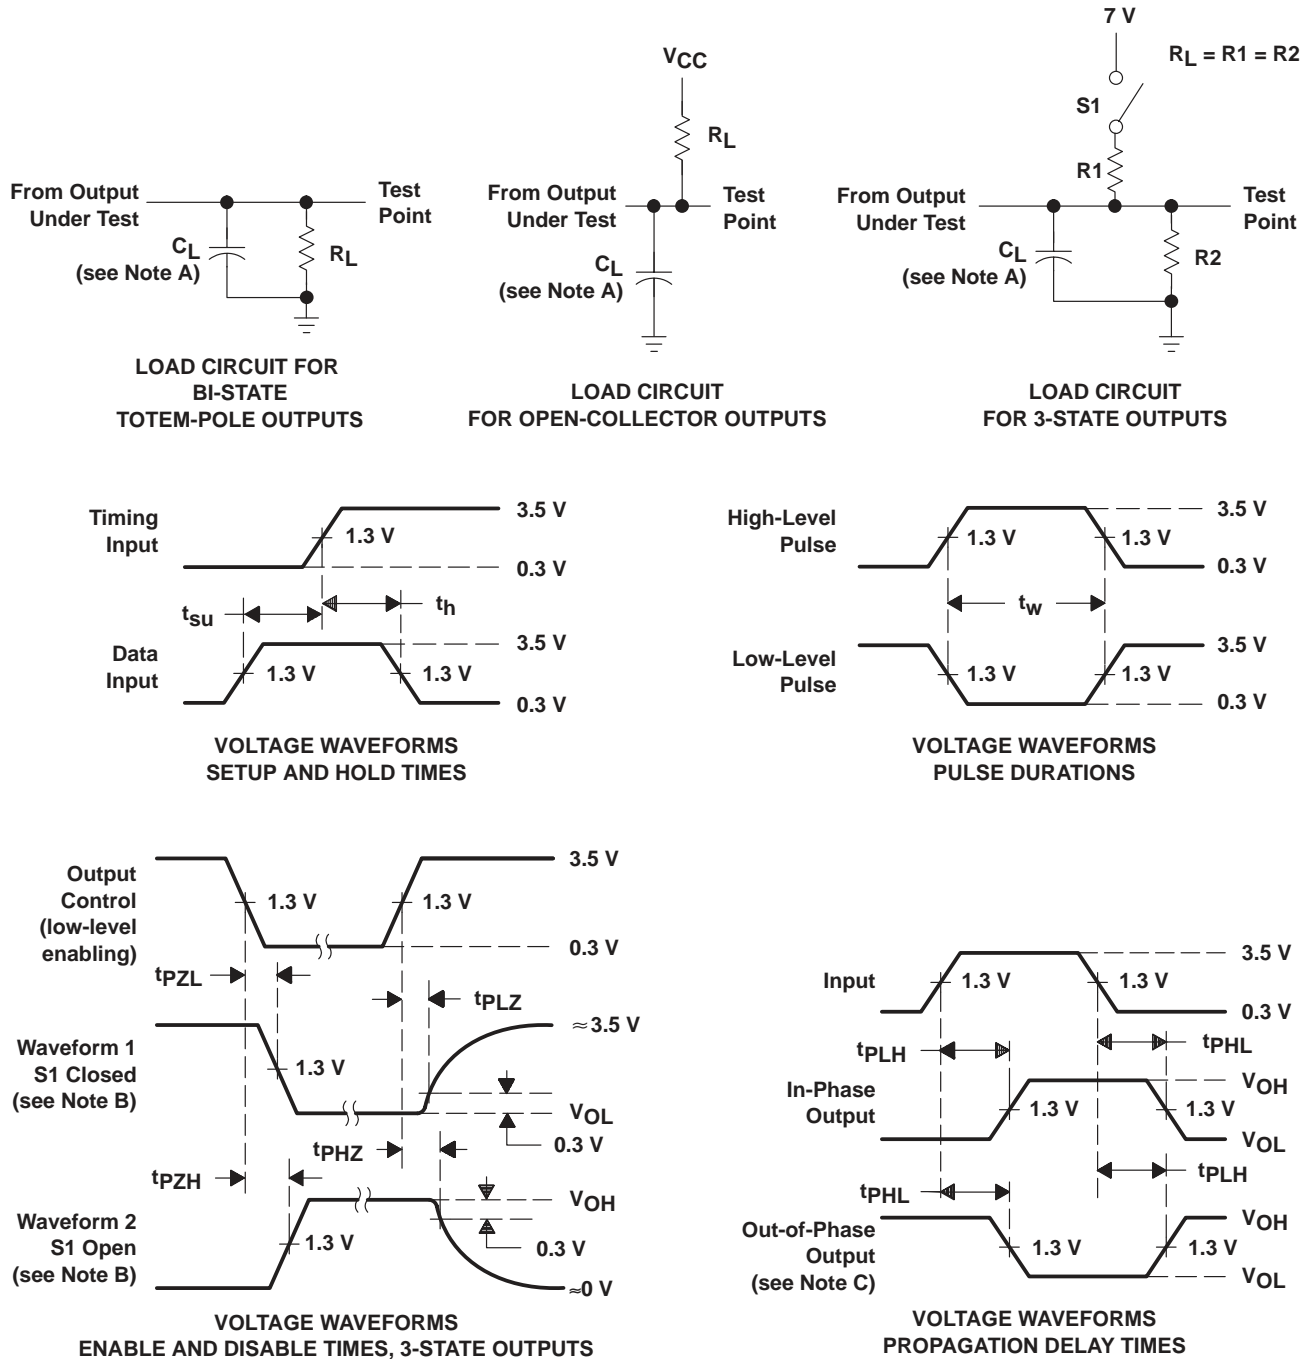 7 V
RL = R1 = R2
S1
R1
From Output
Under Test
Test
Point
CL
(see Note A)
R2
LOAD CIRCUIT
FOR 3-STATE OUTPUTS
VCC
RL
From Output
Under Test
Test
Point
CL
(see Note A)
LOAD CIRCUIT
FOR OPEN-COLLECTOR OUTPUTS
From Output
Under Test
Test
Point
CL
(see Note A)
RL
LOAD CIRCUIT FOR
BI-STATE
TOTEM-POLE OUTPUTS
Timing
Input
1.3 V
3.5 V
0.3 V
tsu
th
Data
Input
1.3 V
1.3 V
3.5 V
0.3 V
VOLTAGE WAVEFORMS
SETUP AND HOLD TIMES
High-Level
Pulse
1.3 V
1.3 V
3.5 V
0.3 V
tw
Low-Level
Pulse
1.3 V
1.3 V
3.5 V
0.3 V
VOLTAGE WAVEFORMS
PULSE DURATIONS
Output
Control
(low-level
enabling)
1.3 V
1.3 V
3.5 V
0.3 V
tPZL
tPLZ
Waveform 1
S1 Closed
(see Note B)
1.3 V
≈3.5 V
VOL
0.3 V
tPHZ
tPZH
Waveform 2
S1 Open
(see Note B)
1.3 V
VOH
0.3 V
≈0 V
VOLTAGE WAVEFORMS
ENABLE AND DISABLE TIMES, 3-STATE OUTPUTS
Input
1.3 V
1.3 V
3.5 V
0.3 V
tPLH
tPHL
In-Phase
Output
1.3 V
1.3 V
VOH
VOL
tPHL
tPLH
Out-of-Phase
Output
(see Note C)
1.3 V
1.3 V
VOH
VOL
VOLTAGE WAVEFORMS
PROPAGATION DELAY TIMES